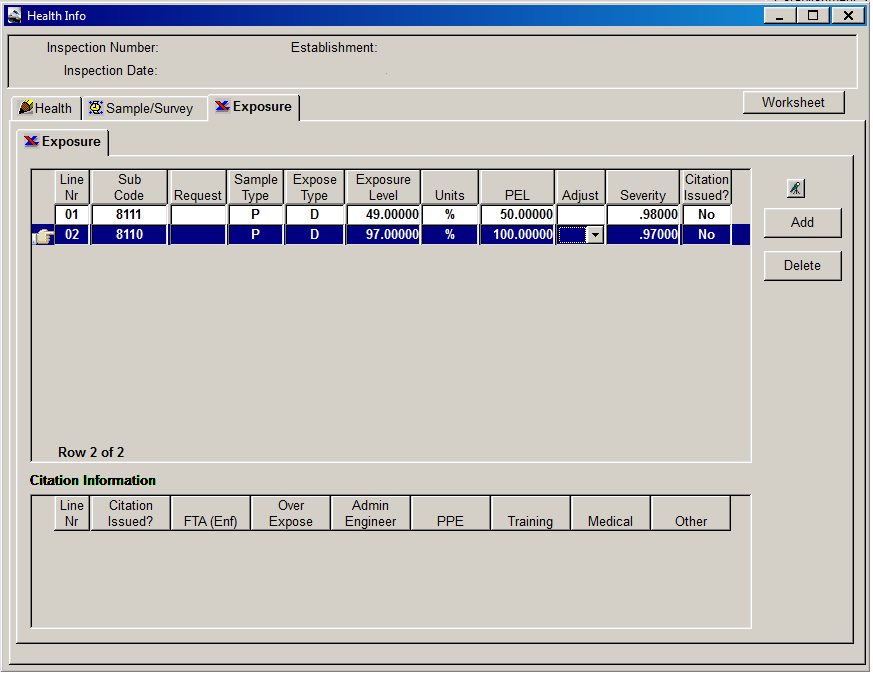 Health Info
Inspection Number:
Establishment:
Inspection Date:
Health
Sample/Survey
Exposure
Worksheet
Exposure
Line Nr
Sub Code
Request
Sample Type
Expose Type
Exposure Level
Units
PEL
Adjust
Severity
Citation Issued?
01 8111 P D 49.00000 % 50.00000 .98000 No
02 8110 P D 97.00000 % 100.00000 .97000 No
Add
Delete
Row 2 of 2
Citation Information
Line Nr
Citation Issued?
FTA (Enf)
Over Expose
Admin Engineer
PPE
Training
Medical
Other